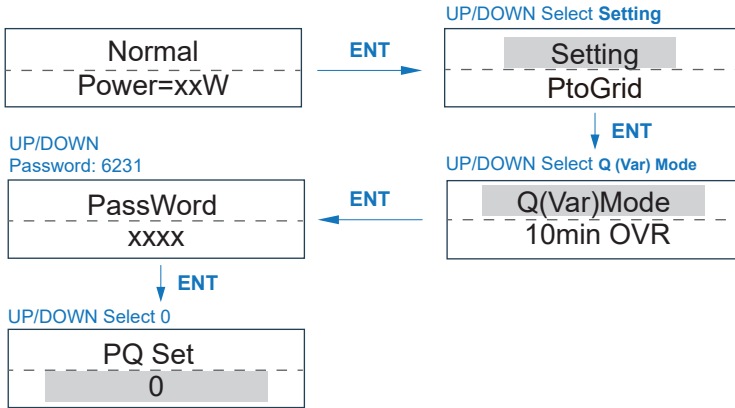 UP/DOWN Select Setting
Normal
Power=xxW
ENT
Setting
PtoGrid
ENT
UP/DOWN Select Q (Var) Mode
Q(Var)Mode
10min OVR
ENT
UP/DOWN
Password: 6231
PassWord
xxxx
ENT
UP/DOWN Select 0
PQ Set
0